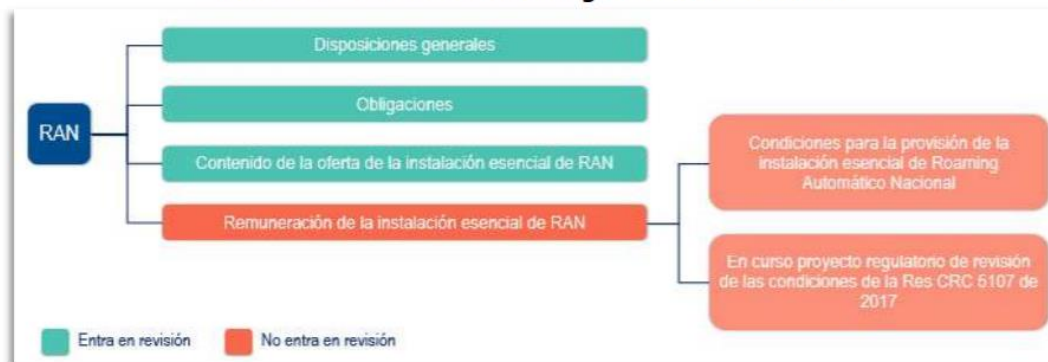 Disposiciones generales
Obligaciones
RAN
Contenido de la oferta de la instalación esencial de RAN
Remuneración de la instalación esencial de RAN
Condiciones para la provisión de la
instalación esencial de Roaming
Automático Nacional
En curso proyecto regulatorio de revisión
de las condiciones de la Res CRC 5107 de
2017
Entra en revisión
No entra en revisión